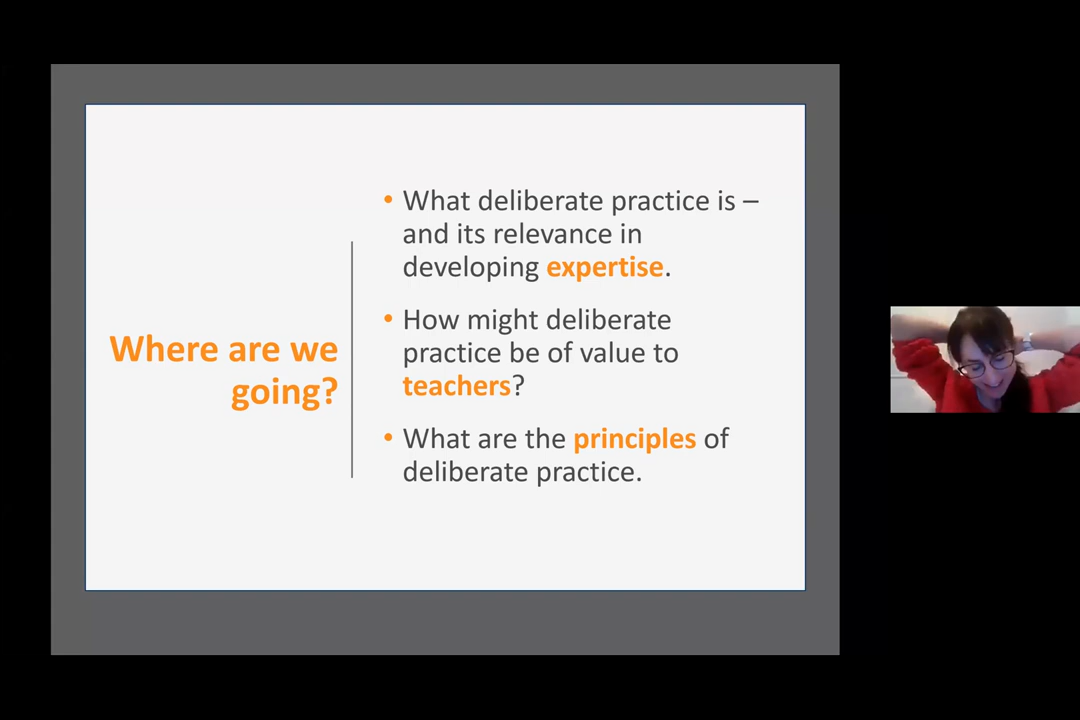 Where are we
going?
• What deliberate practice is –
and its relevance in
developing expertise.
• How might deliberate
practice be of value to
teachers?
• What are the principles of
deliberate practice.